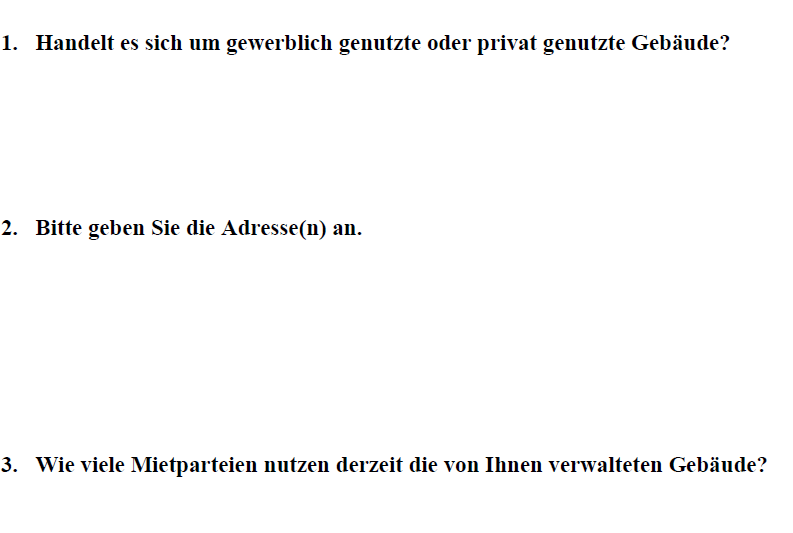 1. Handelt es sich um gewerblich genutzte oder privat genutzte Gebäude?
2. Bitte geben Sie die Adresse(n) an.
3. Wie viele Mietparteien nutzen derzeit die von Ihnen verwalteten Gebäude?